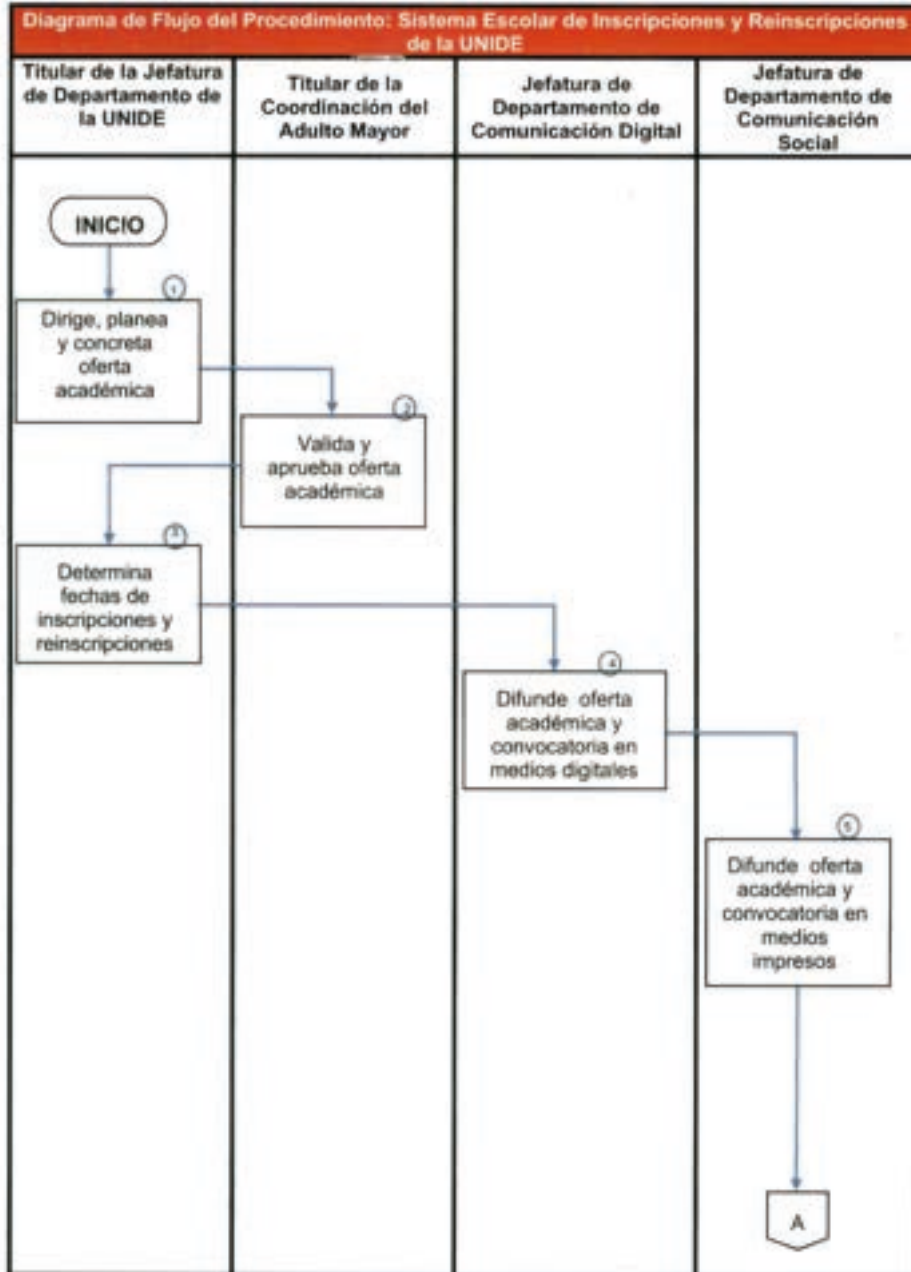 Diagrama de Flujo del Procedimiento: Sistema Escolar de Inscripciones y Reinscripciones
de la UNIDE
Titular de la Jefatura
de Departamento de
la UNIDE
Titular de la
Coordinación del
Adulto Mayor
Jefatura de
Departamento de
Comunicación Digital
Jefatura de
Departamento de
Comunicación
Social
INICIO
1
Dirige, planea
y concreta
oferta
académica
2
Valida y
aprueba oferta
académica
3
Determina
fechas de
inscripciones y
reinscripciones
4
Difunde oferta
académica y
convocatoria en
medios digitales
5
Difunde oferta
académica y
convocatoria en
medios
impresos
A